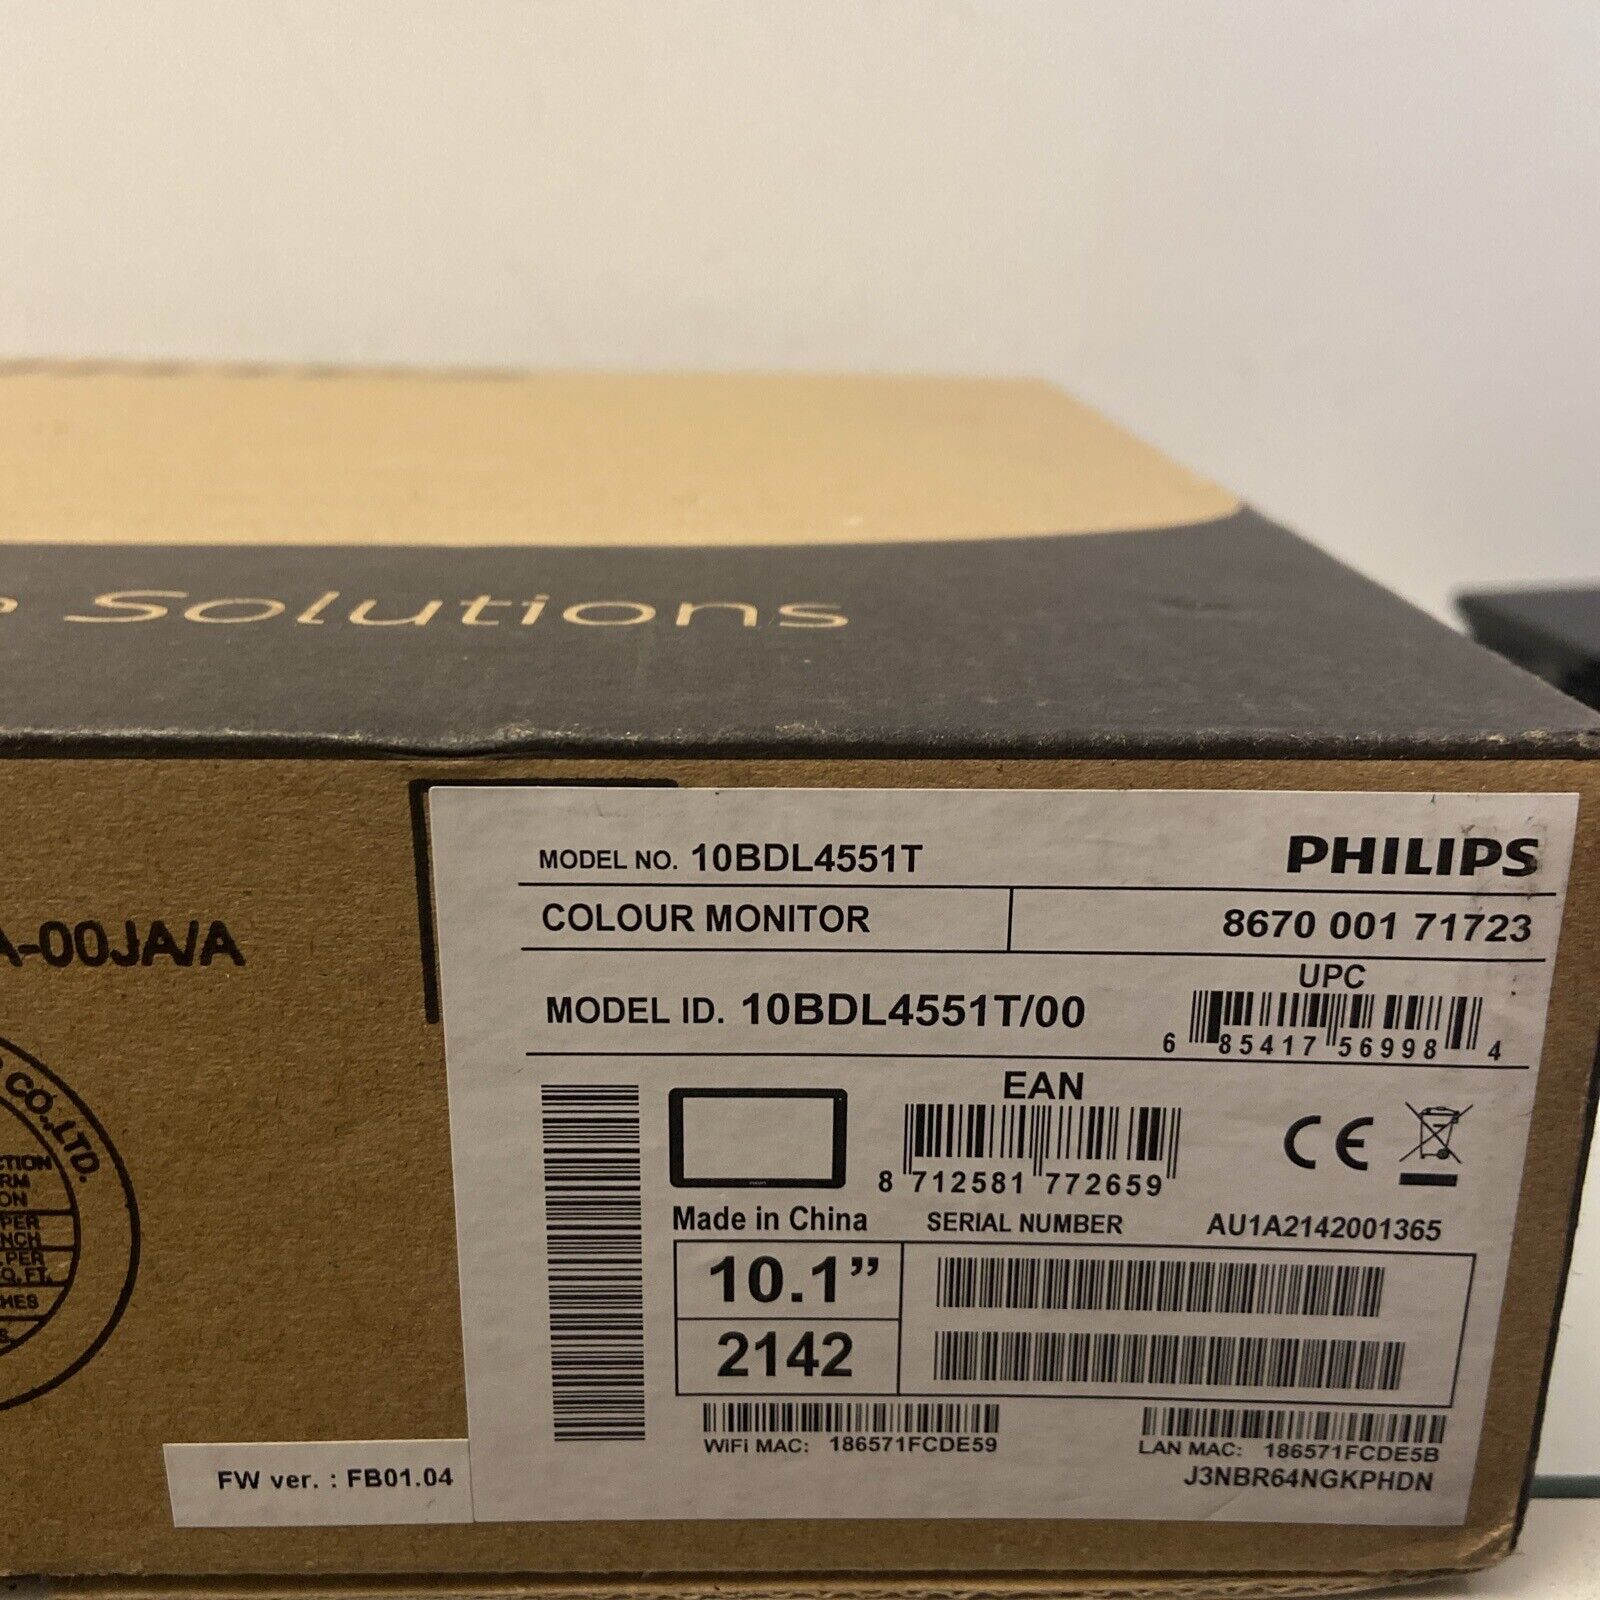 Solutions
A-00JA/A
CO.,LTD.
MODEL NO. 10BDL4551T
PHILIPS
COLOUR MONITOR
8670 001 71723
MODEL ID. 10BDL4551T/00
UPC
6 85417 56998 4
EAN
8 712581 772659
CE
Made in China
SERIAL NUMBER AU1A2142001365
10.1”
2142
WiFi MAC: 186571FCDE59
LAN MAC: 186571FCDE5B
J3NBR64NGKPHDN
FW ver. : FB01.04
PER